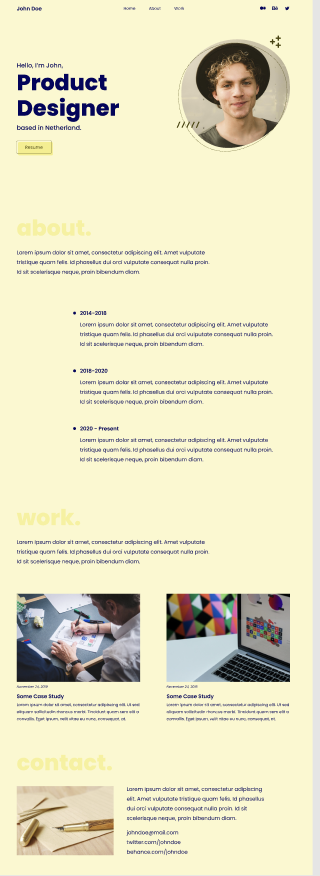 John Doe
Home About Work
Hello, I'm John,
Product
Designer
based in Netherland.
Resume
about.
Lorem ipsum dolor sit amet, consectetur adipiscing elit. Amet vulputate
tristique quam felis. Id phasellus dui orci vulputate consequat nulla proin.
Id sit scelerisque neque, proin bibendum diam.
2014-2018
Lorem ipsum dolor sit amet, consectetur adipiscing elit. Amet vulputate
tristique quam felis. Id phasellus dui orci vulputate consequat nulla proin.
Id sit scelerisque neque, proin bibendum diam.
2018-2020
Lorem ipsum dolor sit amet, consectetur adipiscing elit. Amet vulputate
tristique quam felis. Id phasellus dui orci vulputate consequat nulla proin.
Id sit scelerisque neque, proin bibendum diam.
2020 - Present
Lorem ipsum dolor sit amet, consectetur adipiscing elit. Amet vulputate
tristique quam felis. Id phasellus dui orci vulputate consequat nulla proin.
Id sit scelerisque neque, proin bibendum diam.
work.
Lorem ipsum dolor sit amet, consectetur adipiscing elit. Amet vulputate
tristique quam felis. Id phasellus dui orci vulputate consequat nulla proin.
Id sit scelerisque neque, proin bibendum diam.
November 24, 2019
Some Case Study
Lorem ipsum dolor sit amet, consectetur adipiscing elit. Ut sed
aliquam sollicitudin rhoncus morbi. Tincidunt quam sem elit a
convallis. Eget ipsum, velit vitae eu nunc, consequat, at.
November 23, 2019
Some Case Study
Lorem ipsum dolor sit amet, consectetur adipiscing elit. Ut sed
aliquam sollicitudin rhoncus morbi. Tincidunt quam sem elit a
convallis. Eget ipsum, velit vitae eu nunc, consequat, at.
contact.
Lorem ipsum dolor sit amet, consectetur adipiscing
elit. Amet vulputate tristique quam felis. Id phasellus
dui orci vulputate consequat nulla proin. Id sit
scelerisque neque, proin bibendum diam.
johndoe@mail.com
twitter.com/johndoe
behance.com/johndoe